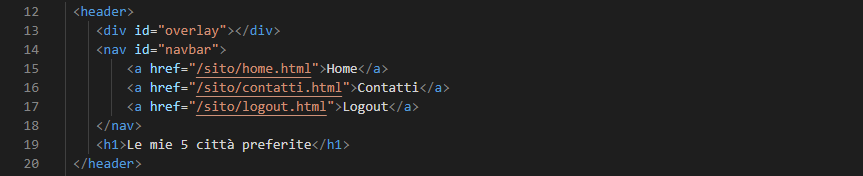 12 <header>
13 <div id="overlay"></div>
14 <nav id="navbar">
15 <a href="/sito/home.html">Home</a>
16 <a href="/sito/contatti.html">Contatti</a>
17 <a href="/sito/logout.html">Logout</a>
18 </nav>
19 <h1>Le mie 5 città preferite</h1>
20 </header>